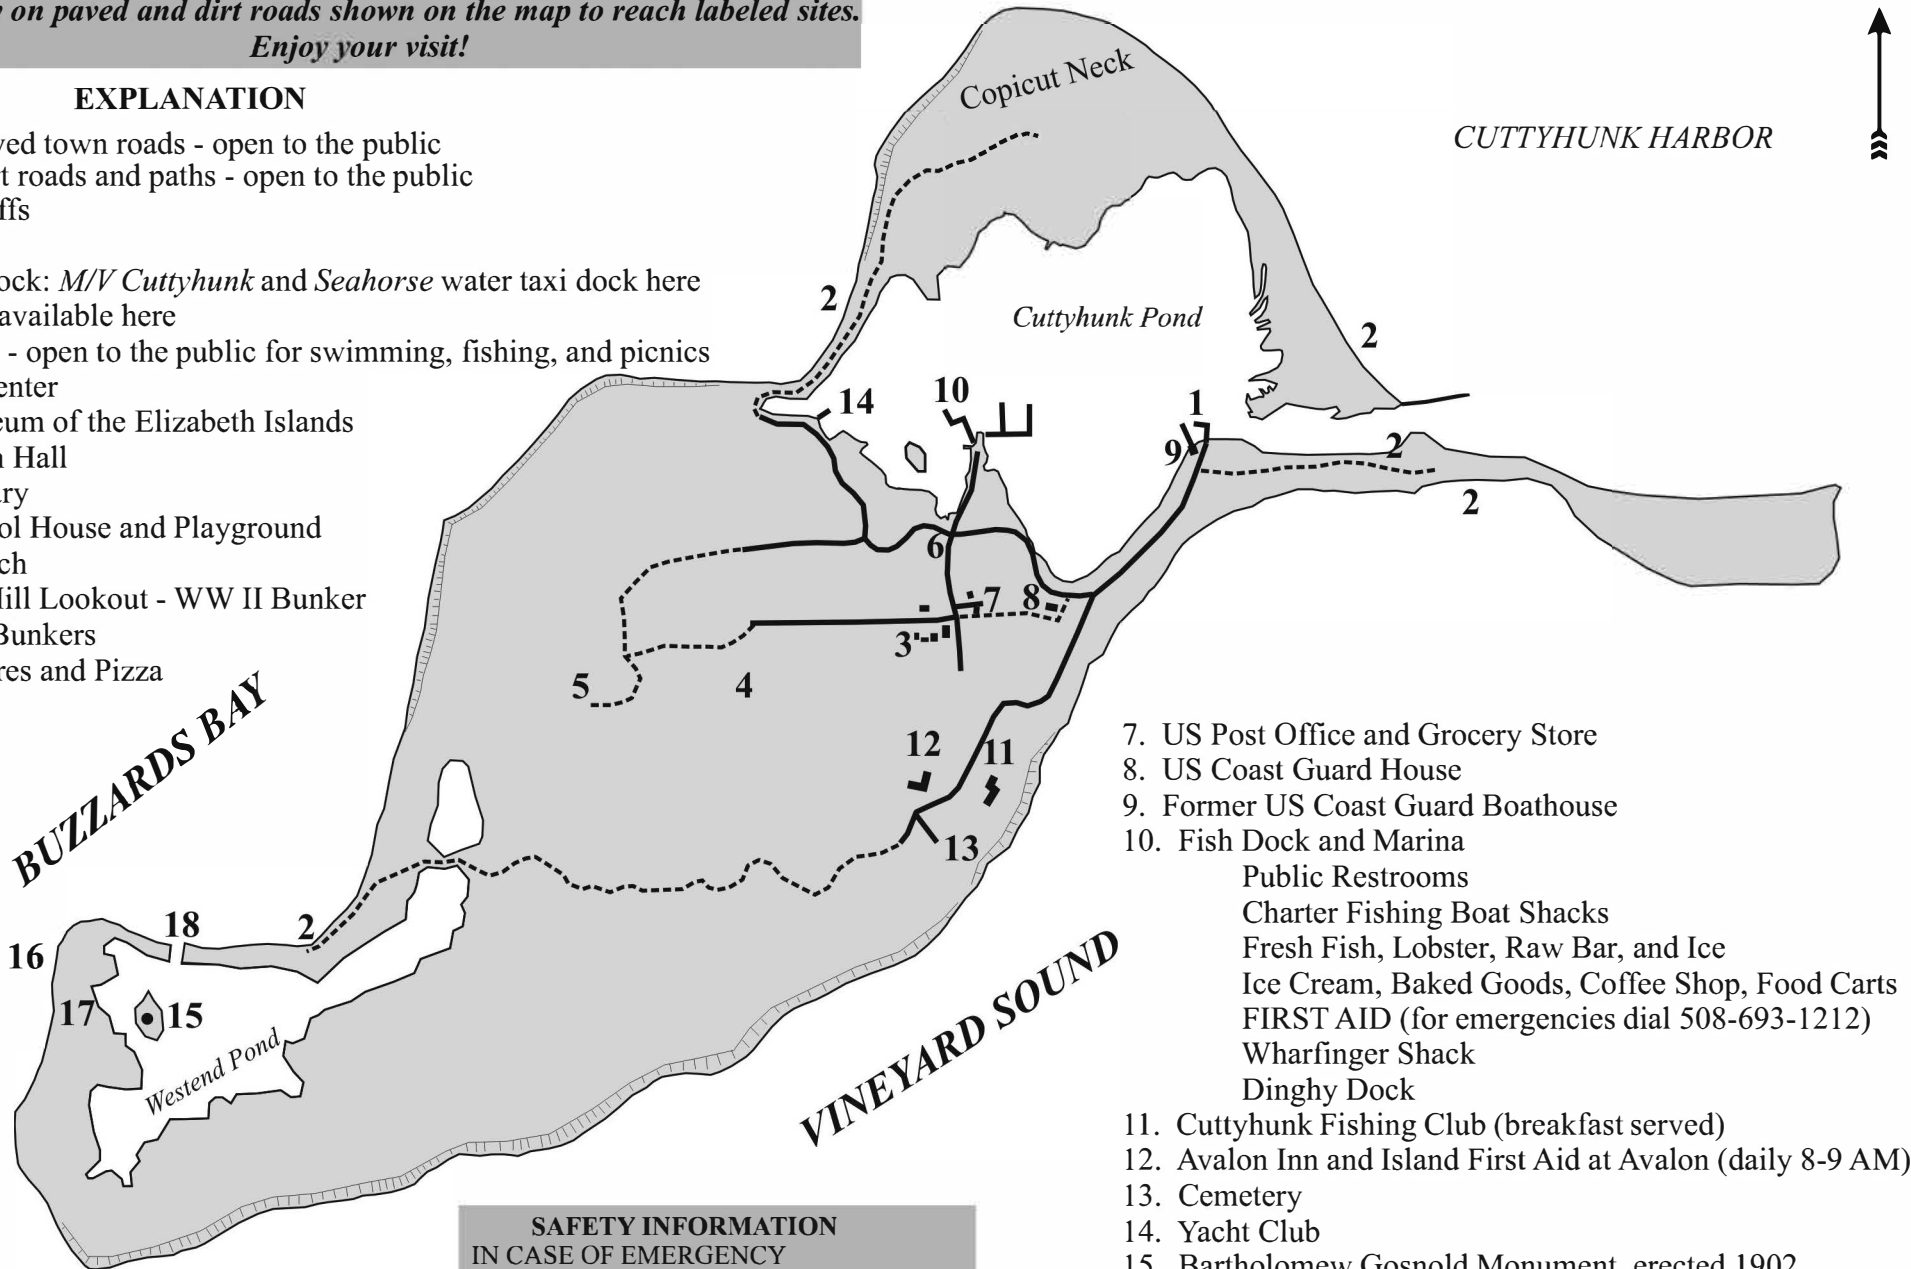 y on paved and dirt roads shown on the map to reach labeled sites.
Enjoy your visit!
EXPLANATION
ved town roads - open to the public
t roads and paths - open to the public
ffs
ock: M/V Cuttyhunk and Seahorse water taxi dock here
available here
- open to the public for swimming, fishing, and picnics
enter
eum of the Elizabeth Islands
n Hall
ary
ol House and Playground
ch
Hill Lookout - WW II Bunker
Bunkers
res and Pizza
Copicut Neck
CUTTYHUNK HARBOR
Cuttyhunk Pond
2
2
14
10
1
9
2
2
6
7
8
3
5
4
12
11
13
BUZZARDS BAY
2
18
16
17
15
Westend Pond
VINEYARD SOUND
7. US Post Office and Grocery Store
8. US Coast Guard House
9. Former US Coast Guard Boathouse
10. Fish Dock and Marina
Public Restrooms
Charter Fishing Boat Shacks
Fresh Fish, Lobster, Raw Bar, and Ice
Ice Cream, Baked Goods, Coffee Shop, Food Carts
FIRST AID (for emergencies dial 508-693-1212)
Wharfinger Shack
Dinghy Dock
11. Cuttyhunk Fishing Club (breakfast served)
12. Avalon Inn and Island First Aid at Avalon (daily 8-9 AM)
13. Cemetery
14. Yacht Club
15. Bartholomew Gosnold Monument, erected 1902
SAFETY INFORMATION
IN CASE OF EMERGENCY